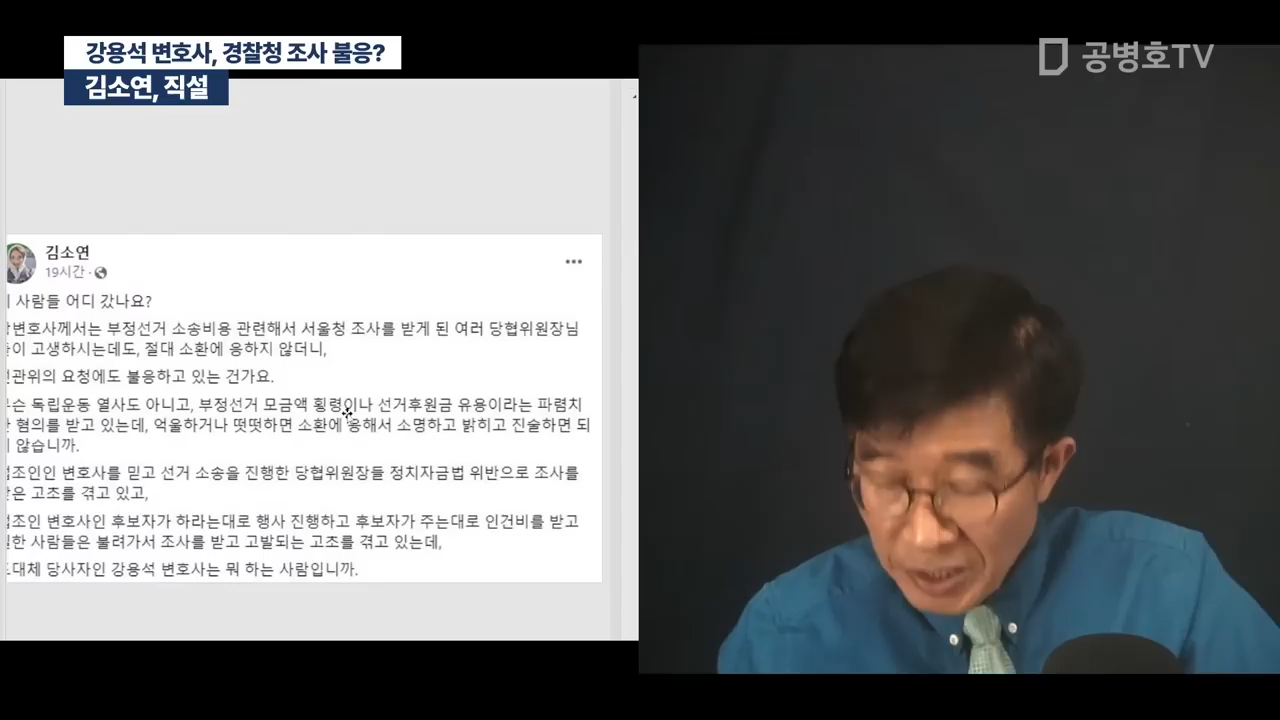 강용석 변호사, 경찰청 조사 불응?
김소연, 직설
공병호TV
김소연
19시간
사람들 어디 갔나요?
변호사께서는 부정선거 소송비용 관련해서 서울청 조사를 받게 된 여러 당협위원장님
이 고생하시는데도, 절대 소환에 응하지 않더니,
관위의 요청에도 불응하고 있는 건가요.
슨 독립운동 열사도 아니고, 부정선거 모금액 횡령이나 선거후원금 유용이라는 파렴치
혐의를 받고 있는데, 억울하거나 떳떳하면 소환에 응해서 소명하고 밝히고 진술하면 되
않습니까.
조인인 변호사를 믿고 선거 소송을 진행한 당협위원장들 정치자금법 위반으로 조사를
은 고초를 겪고 있고,
조인 변호사인 후보자가 하라는대로 행사 진행하고 후보자가 주는대로 인건비를 받고
한 사람들은 불려가서 조사를 받고 고발되는 고초를 겪고 있는데,
대체 당사자인 강용석 변호사는 뭐 하는 사람입니까.